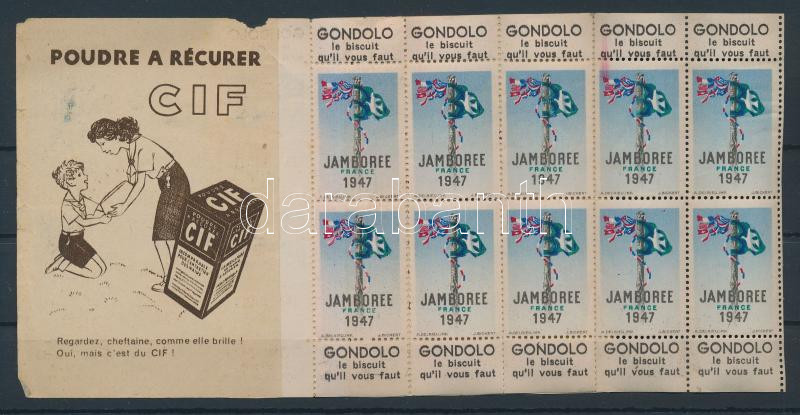 POUDRE A RÉCURER
CIF
POUDRE
CIF
CIF
Regardez, cheftaine, comme elle brille !
Oui, mais c'est du CIF !
GONDOLO GONDOLO GONDOLO GONDOLO GONDOLO
le biscuit le biscuit le biscuit le biscuit le biscuit
qu'il vous faut qu'il vous faut qu'il vous faut qu'il vous faut qu'il vous faut
JAMBOREE JAMBOREE JAMBOREE JAMBOREE JAMBOREE
FRANCE FRANCE FRANCE FRANCE FRANCE
1947 1947 1947 1947 1947
darabanth
JAMBOREE JAMBOREE JAMBOREE JAMBOREE JAMBOREE
FRANCE FRANCE FRANCE FRANCE FRANCE
1947 1947 1947 1947 1947
GONDOLO GONDOLO GONDOLO GONDOLO GONDOLO
le biscuit le biscuit le biscuit le biscuit le biscuit
qu'il vous faut qu'il vous faut qu'il vous faut qu'il vous faut qu'il vous faut